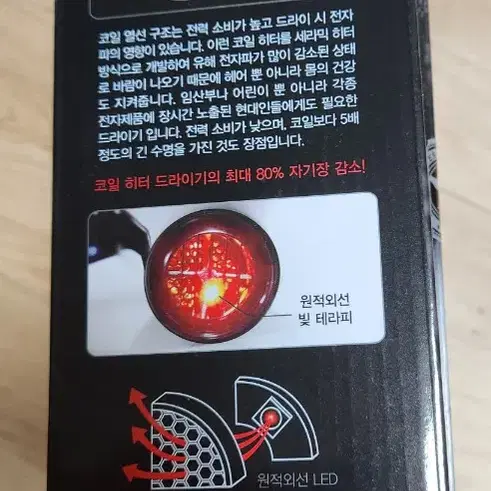 코일 열선 구조는 전력 소비가 높고 드라이 시 전자
파의 영향이 있습니다. 이런 코일 히터를 세라믹 히터
방식으로 개발하여 유해 전자파가 많이 감소된 상태
로 바람이 나오기 때문에 헤어 뿐 아니라 몸의 건강
도 지켜줍니다. 임산부나 어린이 뿐 아니라 각종
전자제품에 장시간 노출된 현대인들에게도 필요한
드라이기 입니다. 전력 소비가 낮으며, 코일보다 5배
정도의 긴 수명을 가진 것도 장점입니다.
코일 히터 드라이기의 최대 80% 자기장 감소!
원적외선
빛 테라피
원적외선 LED